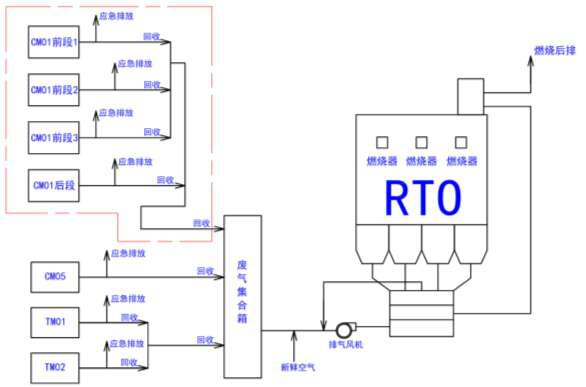 应急排放
CM01前段1
回收
应急排放
CM01前段2
回收
应急排放
CM01前段3
回收
应急排放
CM01后段
回收
回收
应急排放
CM05
回收
应急排放
TM01
回收
应急排放
回收
TM02
回收
废气集合箱
新鲜空气
排气风机
燃烧后排
燃烧器 燃烧器 燃烧器
RTO